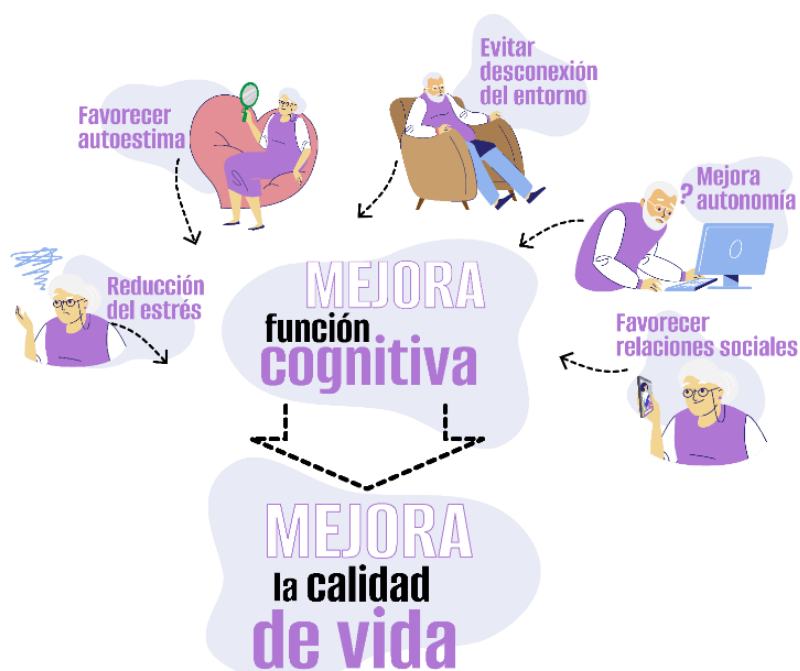 Evitar
desconexión
del entorno
Favorecer
autoestima
? Mejora
autonomía
Reducción
del estrés
MEJORA
función
cognitiva
Favorecer
relaciones sociales
MEJORA
la calidad
de vida